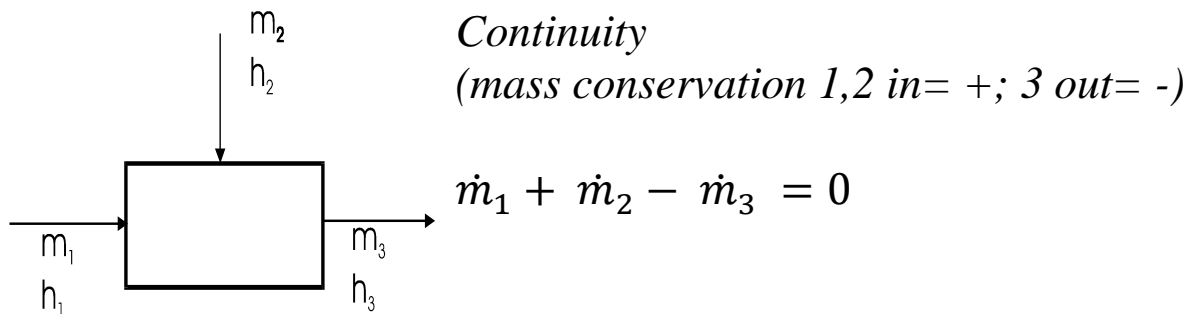 m₂
h₂
Continuity
(mass conservation 1,2 in= +; 3 out= -)
ṁ₁ + ṁ₂ − ṁ₃ = 0
m₁
h₁
m₃
h₃